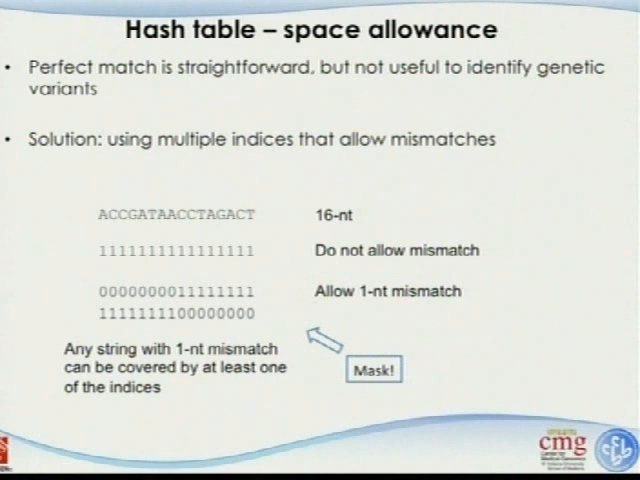 Hash table – space allowance
• Perfect match is straightforward, but not useful to identify genetic
variants
• Solution: using multiple indices that allow mismatches
ACCGATAACCTAGACT 16-nt
1111111111111111 Do not allow mismatch
0000000011111111 Allow 1-nt mismatch
1111111100000000
Any string with 1-nt mismatch
can be covered by at least one
of the indices
Mask!
cmg